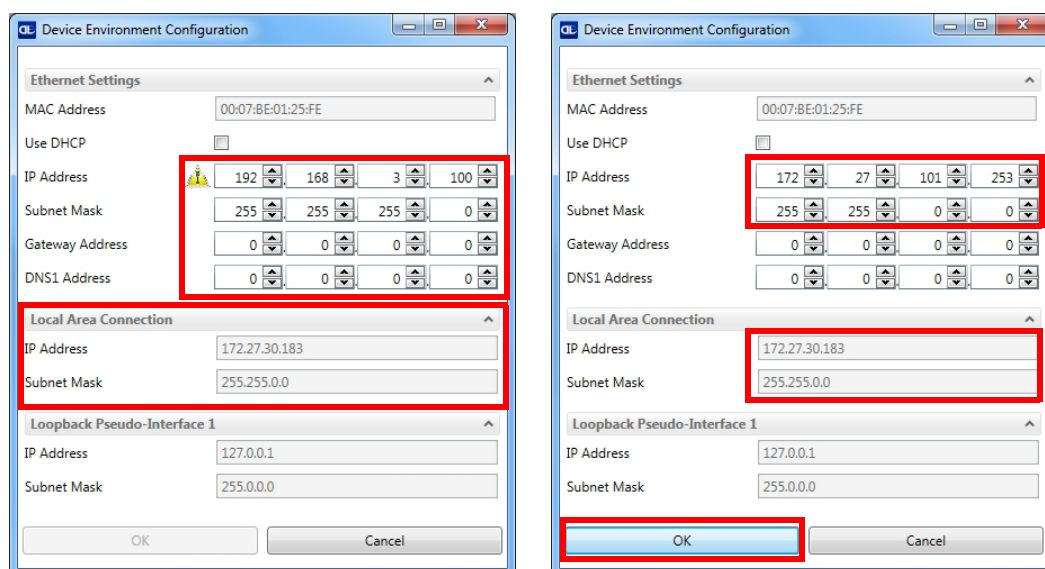 Device Environment Configuration
Ethernet Settings
MAC Address 00:07:BE:01:25:FE
Use DHCP
IP Address 192 . 168 . 3 . 100
Subnet Mask 255 . 255 . 255 . 0
Gateway Address 0 . 0 . 0 . 0
DNS1 Address 0 . 0 . 0 . 0
Local Area Connection
IP Address 172.27.30.183
Subnet Mask 255.255.0.0
Loopback Pseudo-Interface 1
IP Address 127.0.0.1
Subnet Mask 255.0.0.0
OK Cancel
Device Environment Configuration
Ethernet Settings
MAC Address 00:07:BE:01:25:FE
Use DHCP
IP Address 172 . 27 . 101 . 253
Subnet Mask 255 . 255 . 0 . 0
Gateway Address 0 . 0 . 0 . 0
DNS1 Address 0 . 0 . 0 . 0
Local Area Connection
IP Address 172.27.30.183
Subnet Mask 255.255.0.0
Loopback Pseudo-Interface 1
IP Address 127.0.0.1
Subnet Mask 255.0.0.0
OK Cancel